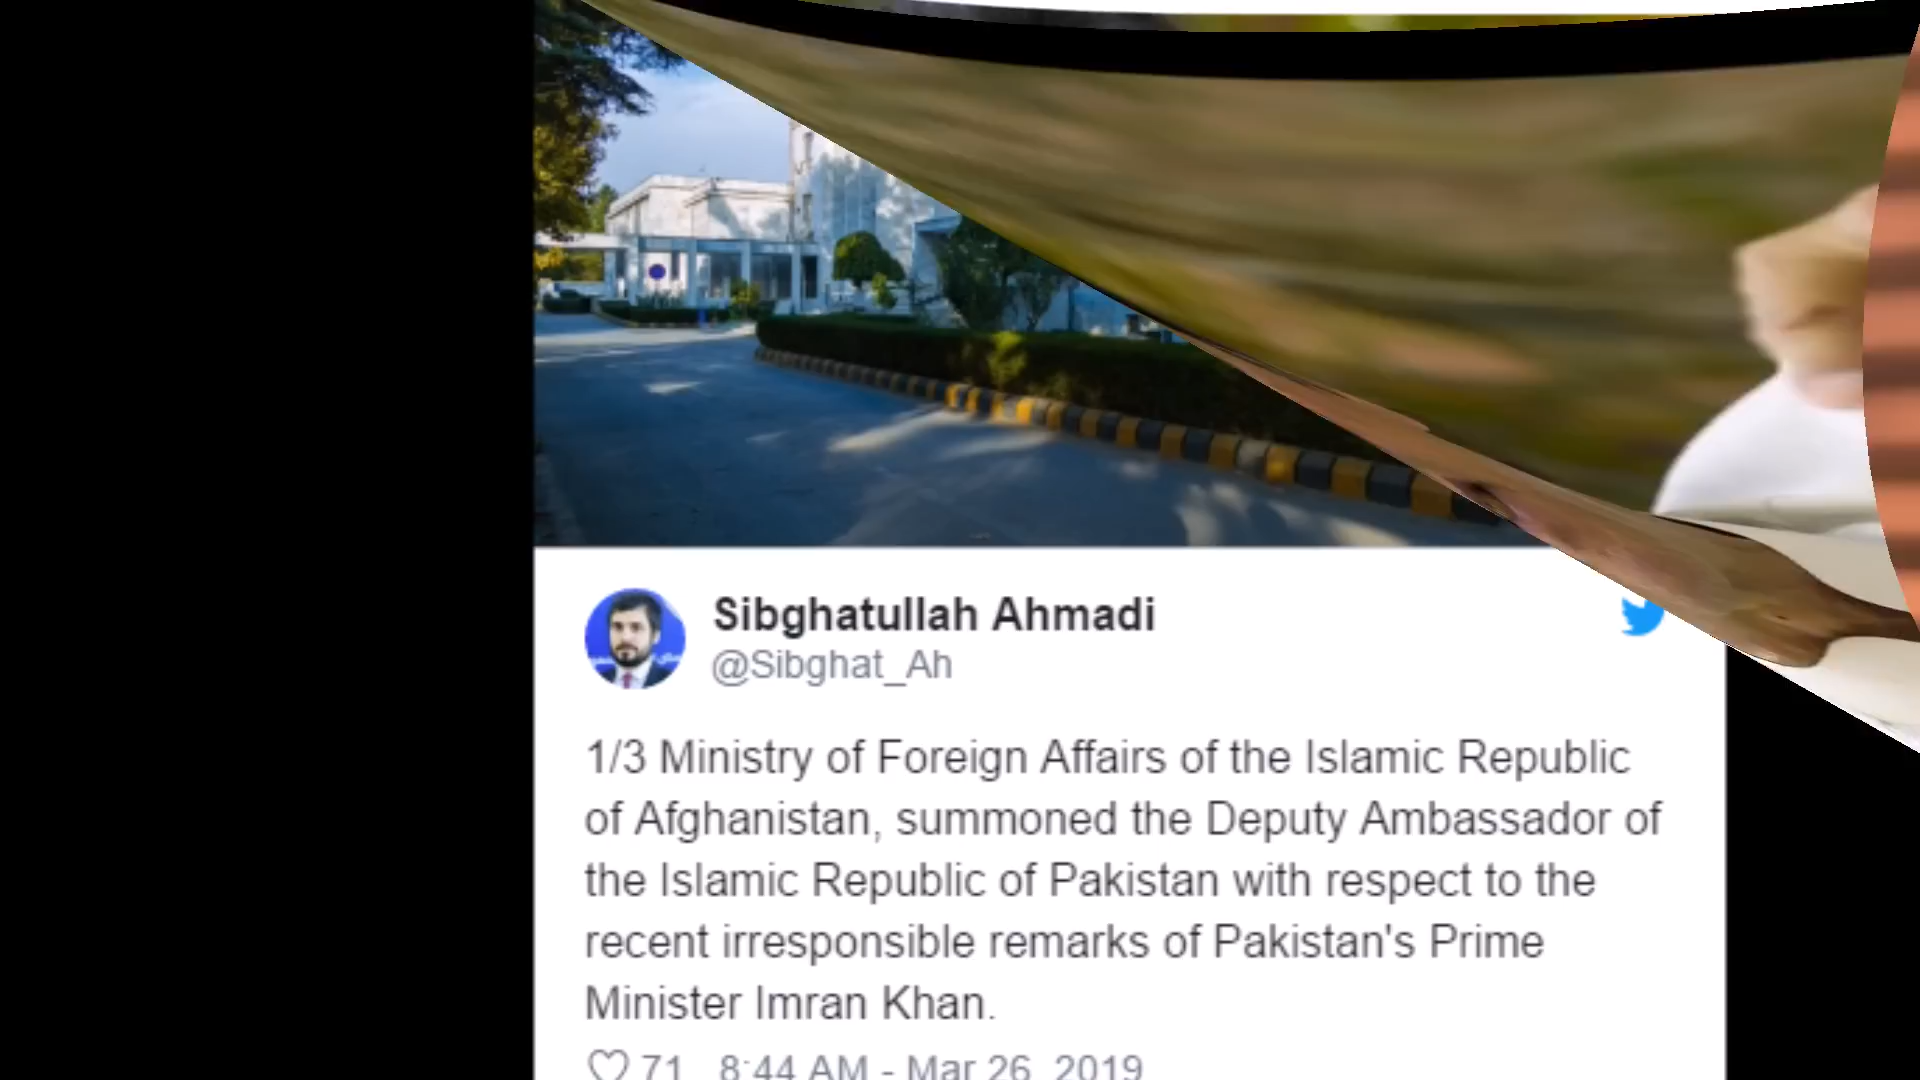 Sibghatullah Ahmadi
@Sibghat_Ah
1/3 Ministry of Foreign Affairs of the Islamic Republic
of Afghanistan, summoned the Deputy Ambassador of
the Islamic Republic of Pakistan with respect to the
recent irresponsible remarks of Pakistan's Prime
Minister Imran Khan.
71 8:44 AM - Mar 26, 2019